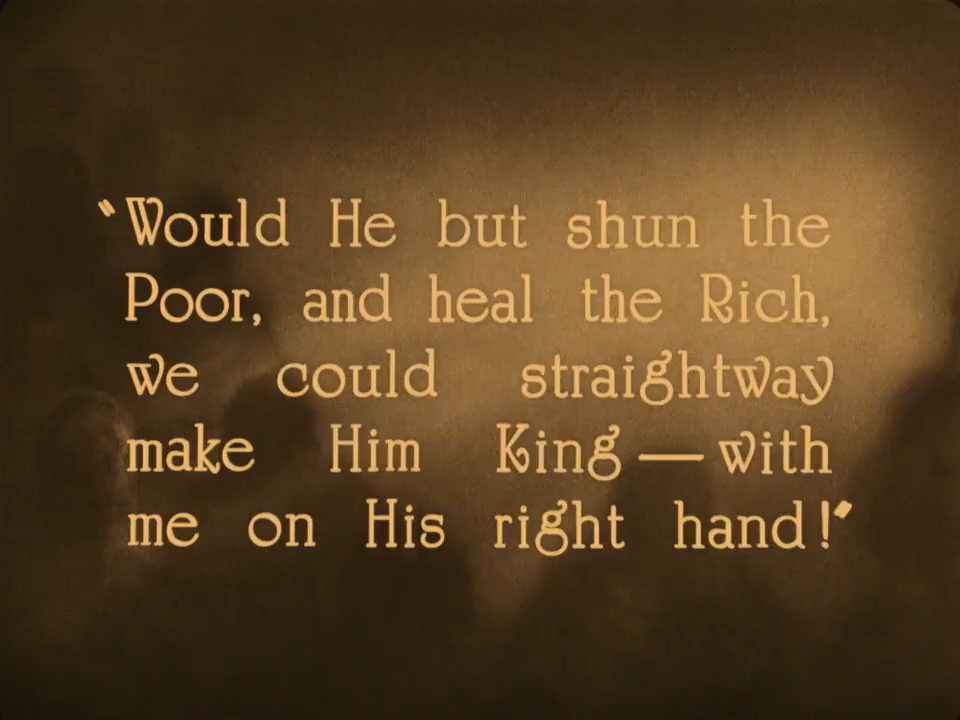 "Would He but shun the
Poor, and heal the Rich,
we could straightway
make Him King — with
me on His right hand!"